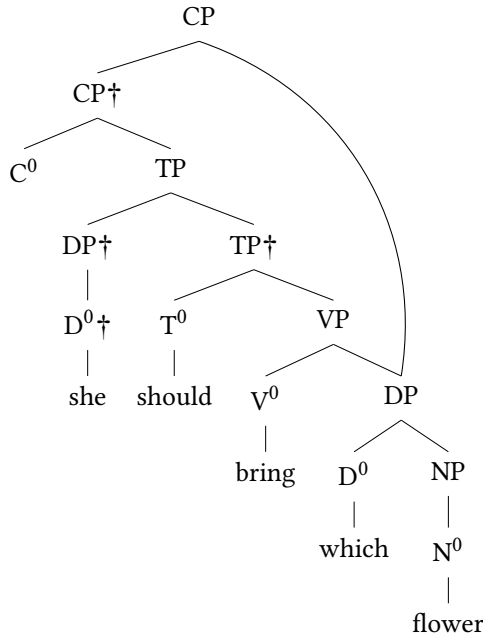 CP
CP†
C⁰ TP
DP† TP†
D⁰† T⁰ VP
she should V⁰ DP
bring D⁰ NP
which N⁰
flower